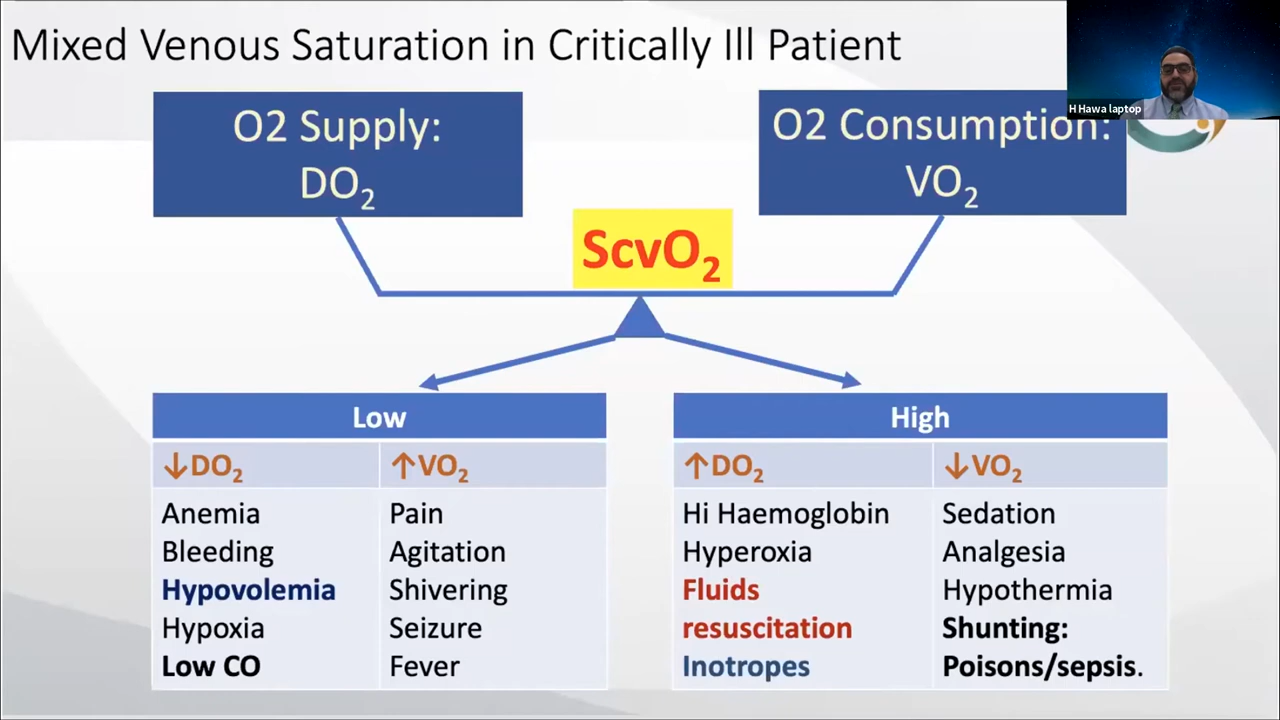 Mixed Venous Saturation in Critically Ill Patient
H Hawa laptop
O2 Supply:
DO₂
O2 Consumption:
VO₂
ScvO₂
Low
↓DO₂
↑VO₂
Anemia
Bleeding
Hypovolemia
Hypoxia
Low CO
Pain
Agitation
Shivering
Seizure
Fever
High
↑DO₂
↓VO₂
Hi Haemoglobin
Hyperoxia
Fluids
resuscitation
Inotropes
Sedation
Analgesia
Hypothermia
Shunting:
Poisons/sepsis.